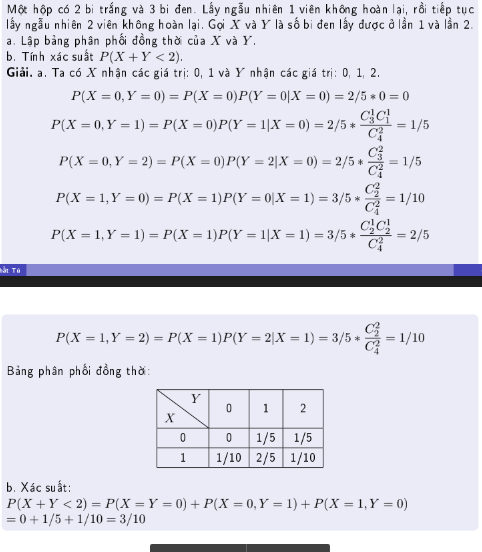 Một hộp có 2 bi trắng và 3 bi đen. Lấy ngẫu nhiên 1 viên không hoàn lại, rồi tiếp tục
lấy ngẫu nhiên 2 viên không hoàn lại. Gọi X và Y là số bi đen lấy được ở lần 1 và lần 2.
a. Lập bảng phân phối đồng thời của X và Y.
b. Tính xác suất P(X + Y < 2).
Giải. a. Ta có X nhận các giá trị: 0, 1 và Y nhận các giá trị: 0, 1, 2.
P(X = 0, Y = 0) = P(X = 0)P(Y = 0|X = 0) = 2/5 * 0 = 0
P(X = 0, Y = 1) = P(X = 0)P(Y = 1|X = 0) = 2/5 * C_3^1 C_1^1 / C_4^2 = 1/5
P(X = 0, Y = 2) = P(X = 0)P(Y = 2|X = 0) = 2/5 * C_3^2 / C_4^2 = 1/5
P(X = 1, Y = 0) = P(X = 1)P(Y = 0|X = 1) = 3/5 * C_2^2 / C_4^2 = 1/10
P(X = 1, Y = 1) = P(X = 1)P(Y = 1|X = 1) = 3/5 * C_2^1 C_2^1 / C_4^2 = 2/5
P(X = 1, Y = 2) = P(X = 1)P(Y = 2|X = 1) = 3/5 * C_2^2 / C_4^2 = 1/10
Bảng phân phối đồng thời:
Y 0 1 2
X
0 0 1/5 1/5
1 1/10 2/5 1/10
b. Xác suất:
P(X + Y < 2) = P(X = Y = 0) + P(X = 0, Y = 1) + P(X = 1, Y = 0)
= 0 + 1/5 + 1/10 = 3/10